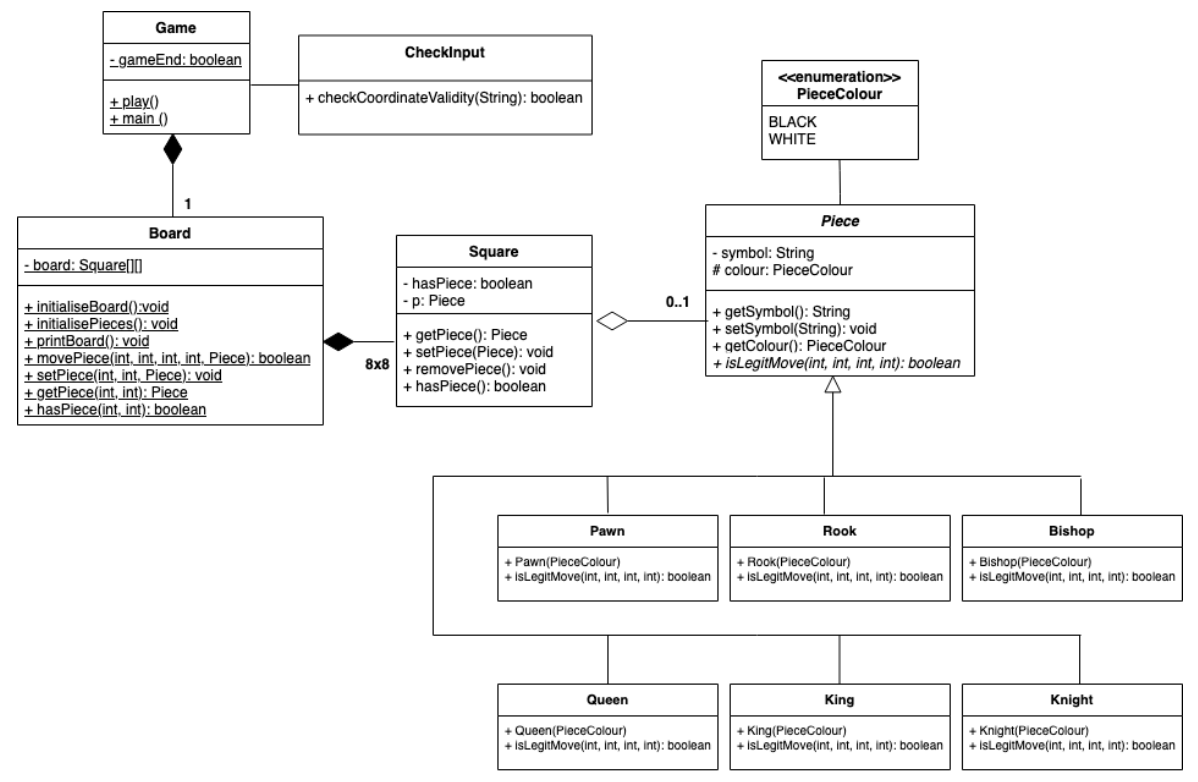 Game
- gameEnd: boolean
+ play()
+ main ()
CheckInput
+ checkCoordinateValidity(String): boolean
<<enumeration>>
PieceColour
BLACK
WHITE
1
Board
- board: Square[][]
+ initialiseBoard():void
+ initialisePieces(): void
+ printBoard(): void
+ movePiece(int, int, int, int, Piece): boolean
+ setPiece(int, int, Piece): void
+ getPiece(int, int): Piece
+ hasPiece(int, int): boolean
8x8
Square
- hasPiece: boolean
- p: Piece
+ getPiece(): Piece
+ setPiece(Piece): void
+ removePiece(): void
+ hasPiece(): boolean
0..1
Piece
- symbol: String
# colour: PieceColour
+ getSymbol(): String
+ setSymbol(String): void
+ getColour(): PieceColour
+ isLegitMove(int, int, int, int): boolean
Pawn
+ Pawn(PieceColour)
+ isLegitMove(int, int, int, int): boolean
Rook
+ Rook(PieceColour)
+ isLegitMove(int, int, int, int): boolean
Bishop
+ Bishop(PieceColour)
+ isLegitMove(int, int, int, int): boolean
Queen
+ Queen(PieceColour)
+ isLegitMove(int, int, int, int): boolean
King
+ King(PieceColour)
+ isLegitMove(int, int, int, int): boolean
Knight
+ Knight(PieceColour)
+ isLegitMove(int, int, int, int): boolean